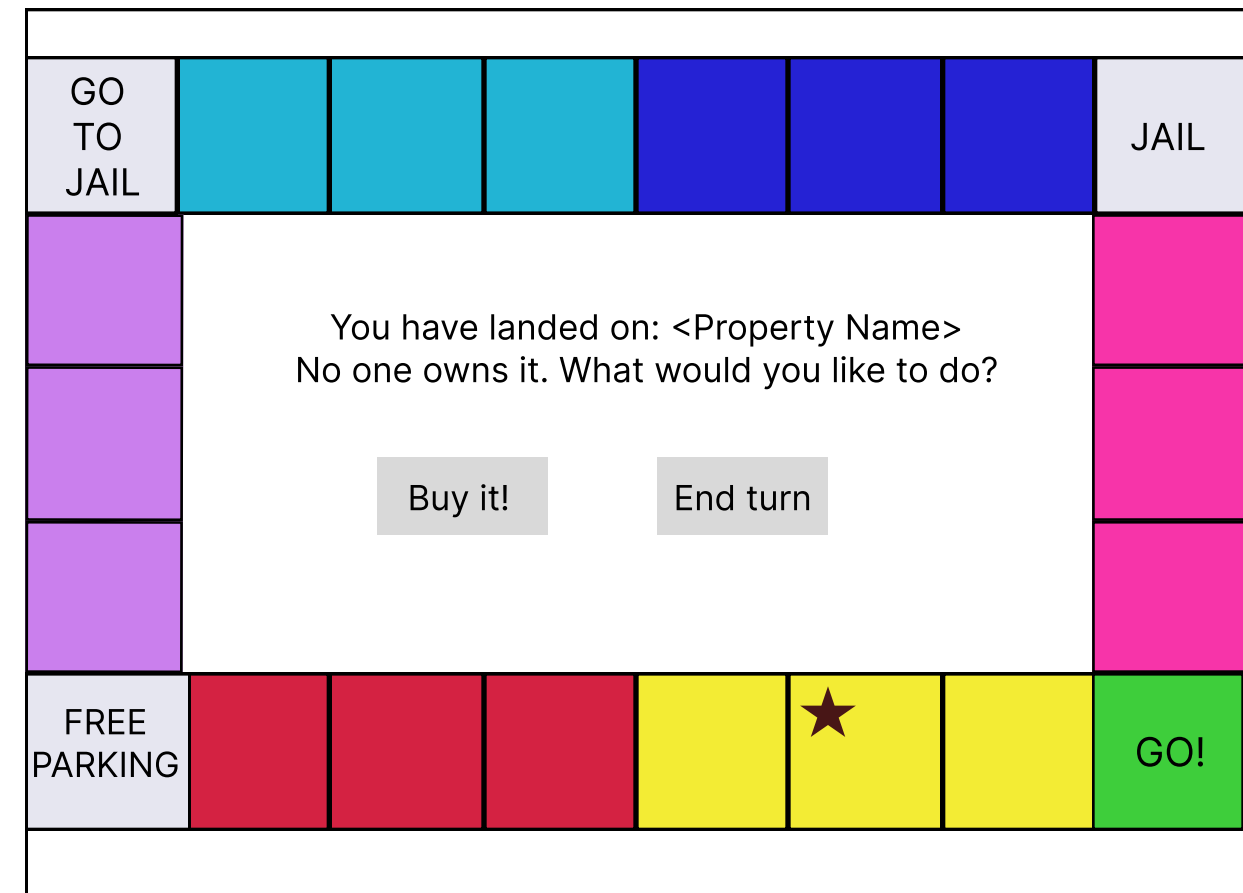 GO
TO
JAIL
JAIL
You have landed on: <Property Name>
No one owns it. What would you like to do?
Buy it!
End turn
FREE
PARKING
GO!